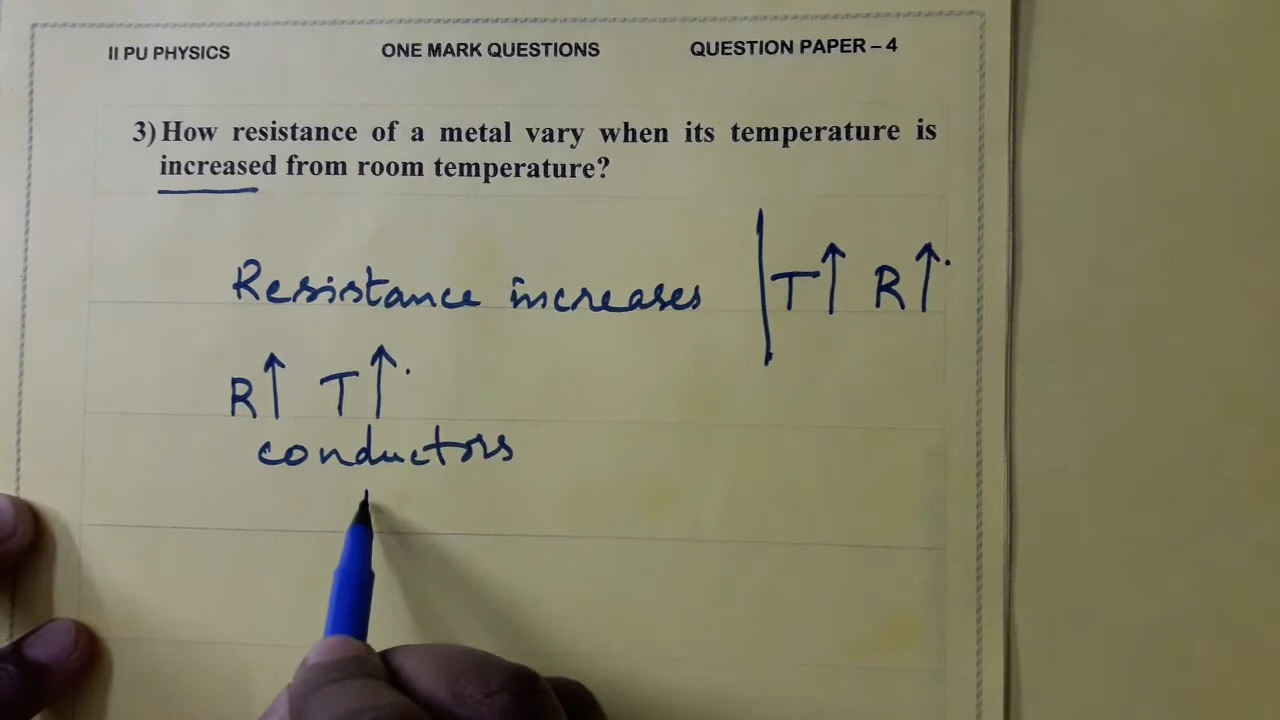 II PU PHYSICS ONE MARK QUESTIONS QUESTION PAPER – 4
3) How resistance of a metal vary when its temperature is
increased from room temperature?
Resistance increases | T↑ R↑.
R↑ T↑.
conductors